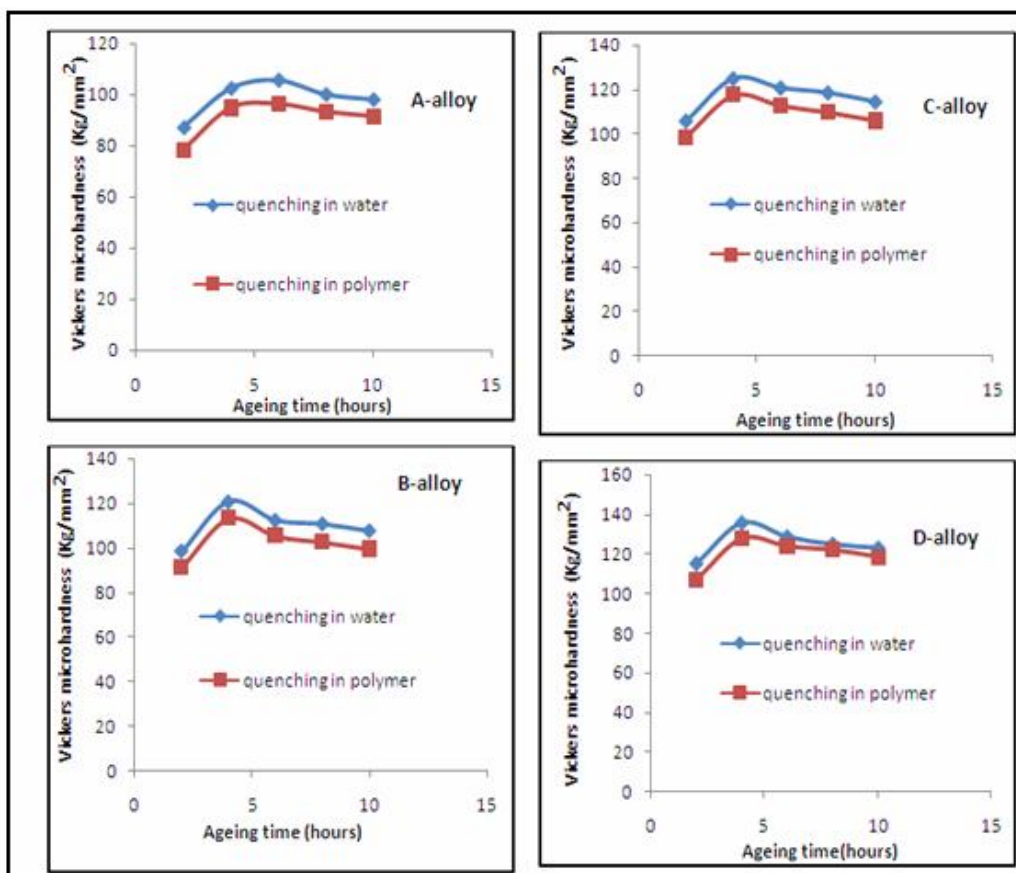 A-alloy
Vickers microhardness (Kg/mm²)
120
100
80
60
40
20
0
quenching in water
quenching in polymer
0 5 10 15
Ageing time (hours)
C-alloy
Vickers microhardness (Kg/mm²)
140
120
100
80
60
40
20
0
quenching in water
quenching in polymer
0 5 10 15
Ageing time (hours)
B-alloy
Vickers microhardness (Kg/mm²)
140
120
100
80
60
40
20
0
quenching in water
quenching in polymer
0 5 10 15
Ageing time (hours)
D-alloy
Vickers microhardness (Kg/mm²)
160
140
120
100
80
60
40
20
0
quenching in water
quenching in polymer
0 5 10 15
Ageing time(hours)